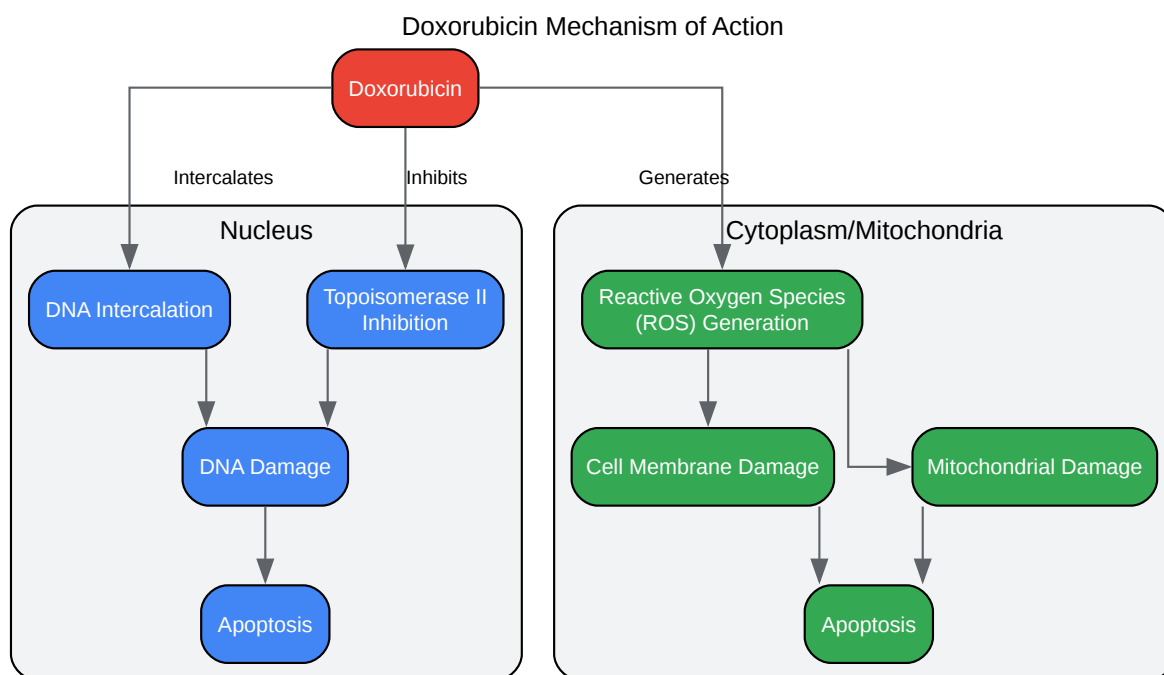 Doxorubicin Mechanism of Action
Doxorubicin
Intercalates
Inhibits
Generates
Nucleus
Cytoplasm/Mitochondria
DNA Intercalation
Topoisomerase II
Inhibition
Reactive Oxygen Species
(ROS) Generation
DNA Damage
Cell Membrane Damage
Mitochondrial Damage
Apoptosis
Apoptosis